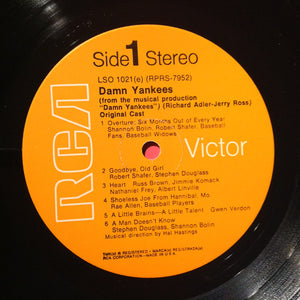 Side 1 Stereo
LSO 1021(e) (RPRS-7952)
Damn Yankees
(from the musical production
"Damn Yankees") (Richard Adler-Jerry Ross)
Original Cast
1 Overture; Six Months Out of Every Year
Shannon Bolin, Robert Shafer, Baseball
Fans, Baseball Widows
RCA
Victor
2 Goodbye, Old Girl
Robert Shafer, Stephen Douglass
3 Heart Russ Brown, Jimmie Komack
Nathaniel Frey, Albert Linville
4 Shoeless Joe From Hannibal, Mo.
Rae Allen, Baseball Players
5 A Little Brains—A Little Talent Gwen Verdon
6 A Man Doesn't Know
Stephen Douglass, Shannon Bolin
Musical direction by Hal Hastings
TMK(s) ® REGISTERED • MARCA(s) REGISTRADA(s)
RCA CORPORATION—MADE IN U.S.A.